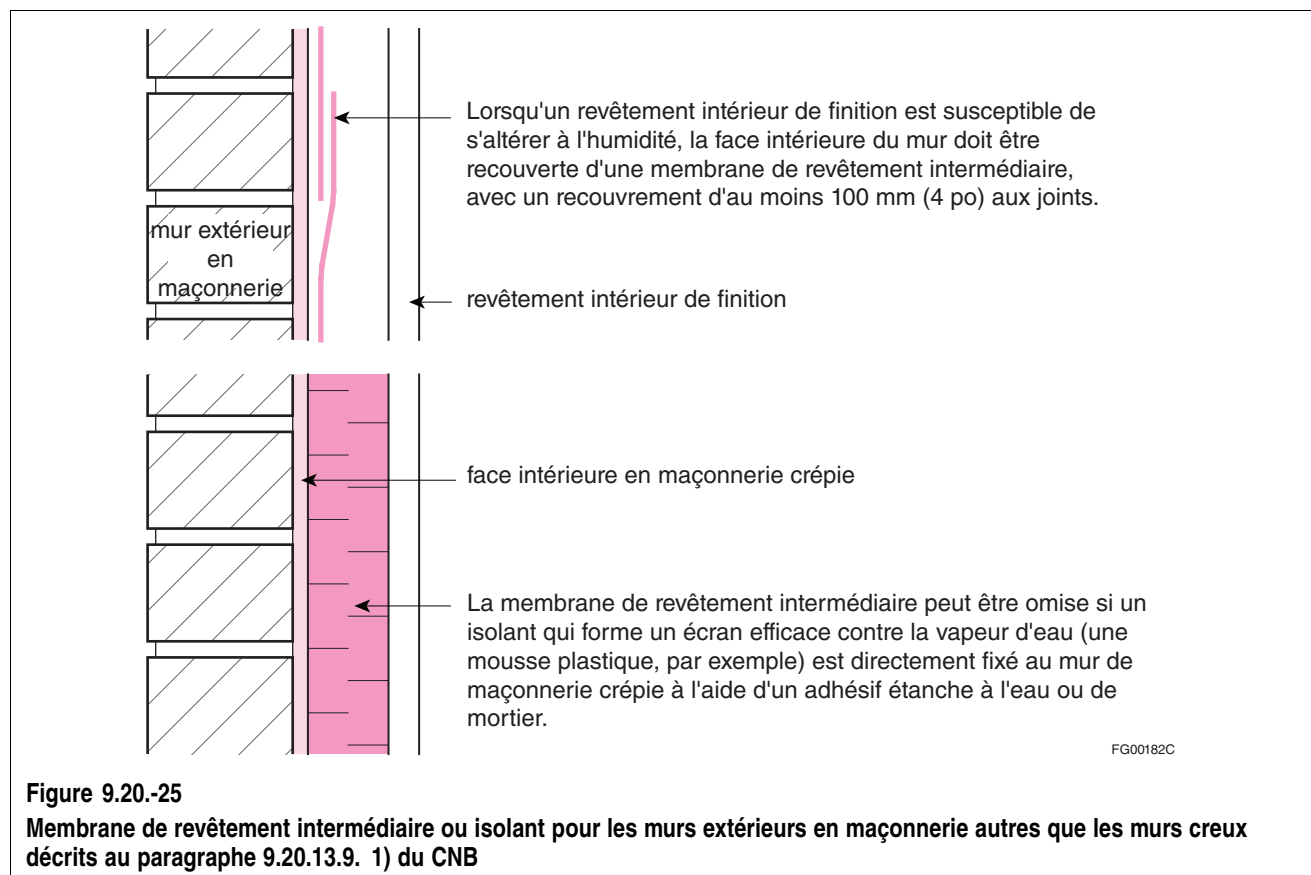 Lorsqu'un revêtement intérieur de finition est susceptible de
s'altérer à l'humidité, la face intérieure du mur doit être
recouverte d'une membrane de revêtement intermédiaire,
avec un recouvrement d'au moins 100 mm (4 po) aux joints.
mur extérieur
en
maçonnerie
revêtement intérieur de finition
face intérieure en maçonnerie crépie
La membrane de revêtement intermédiaire peut être omise si un
isolant qui forme un écran efficace contre la vapeur d'eau (une
mousse plastique, par exemple) est directement fixé au mur de
maçonnerie crépie à l'aide d'un adhésif étanche à l'eau ou de
mortier.
FG00182C
Figure 9.20.-25
Membrane de revêtement intermédiaire ou isolant pour les murs extérieurs en maçonnerie autres que les murs creux
décrits au paragraphe 9.20.13.9. 1) du CNB